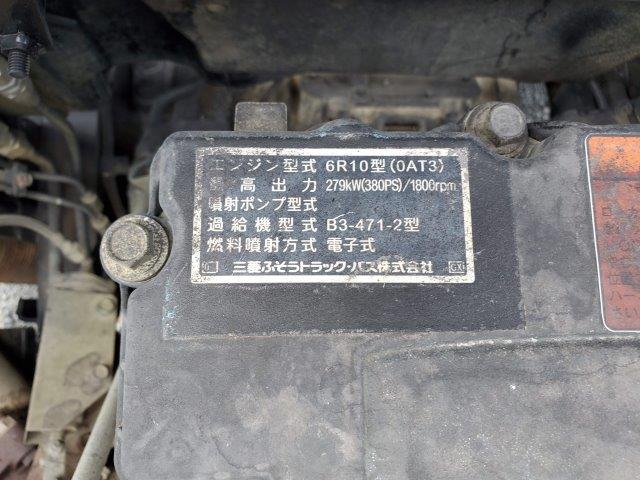 エンジン型式 6R10型(0AT3)
最高出力 279kW(380PS)/1800rpm
噴射ポンプ型式
過給機型式 B3-471-2型
燃料噴射方式 電子式
三菱ふそうトラック・バス株式会社